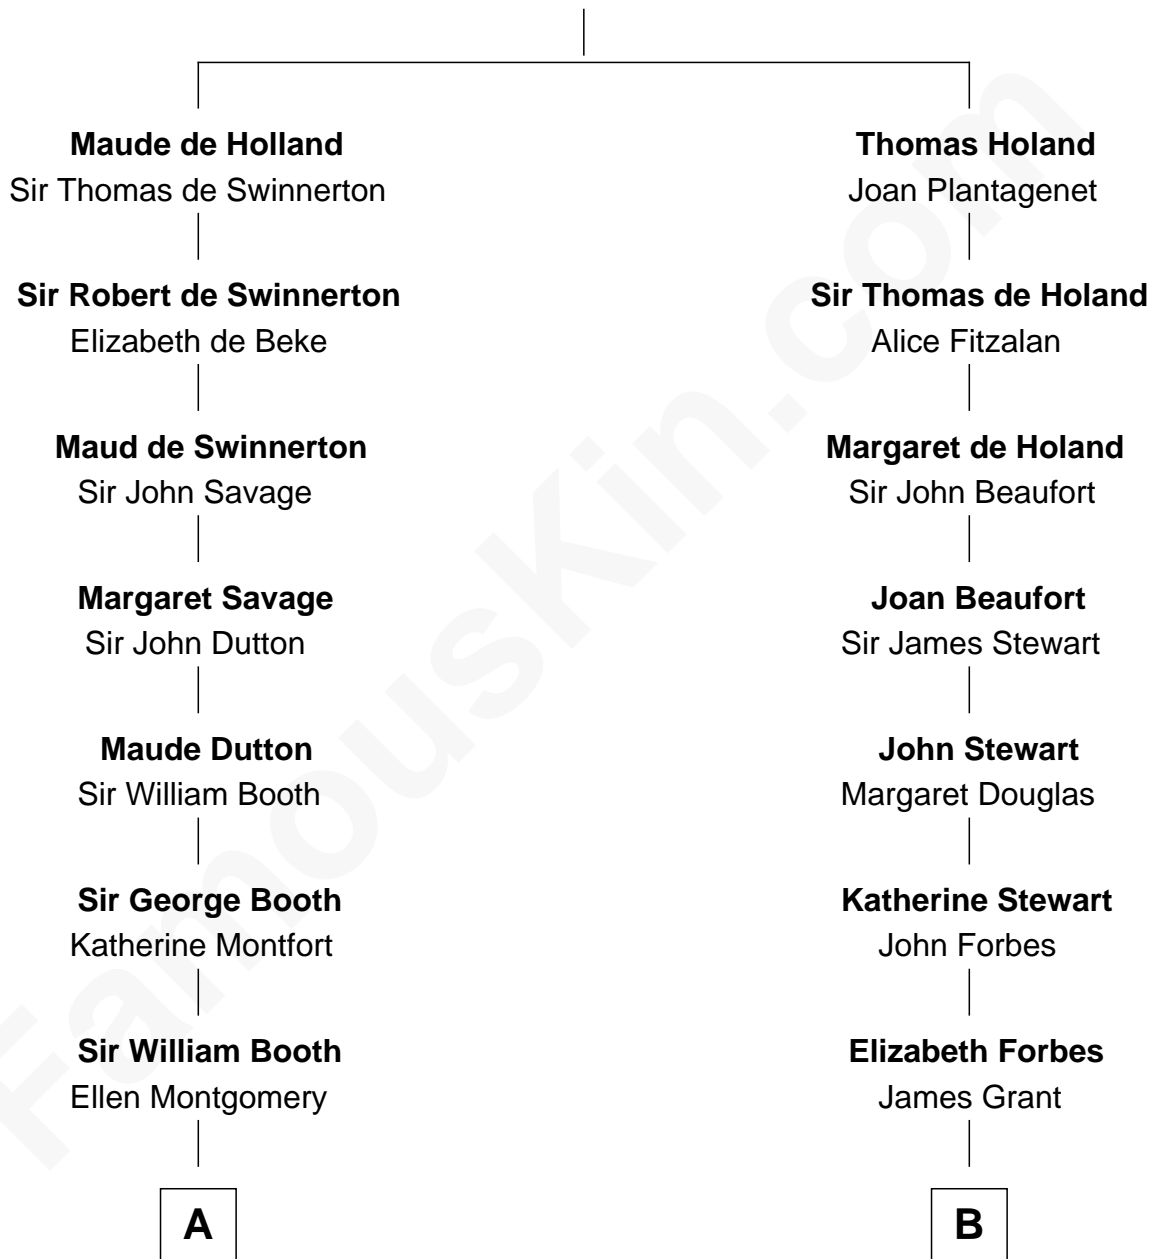 Maude de Holland
Sir Thomas de Swinnerton
Sir Robert de Swinnerton
Elizabeth de Beke
Maud de Swinnerton
Sir John Savage
Margaret Savage
Sir John Dutton
Maude Dutton
Sir William Booth
Sir George Booth
Katherine Montfort
Sir William Booth
Ellen Montgomery
A
Thomas Holand
Joan Plantagenet
Sir Thomas de Holand
Alice Fitzalan
Margaret de Holand
Sir John Beaufort
Joan Beaufort
Sir James Stewart
John Stewart
Margaret Douglas
Katherine Stewart
John Forbes
Elizabeth Forbes
James Grant
B
FamousKin.com